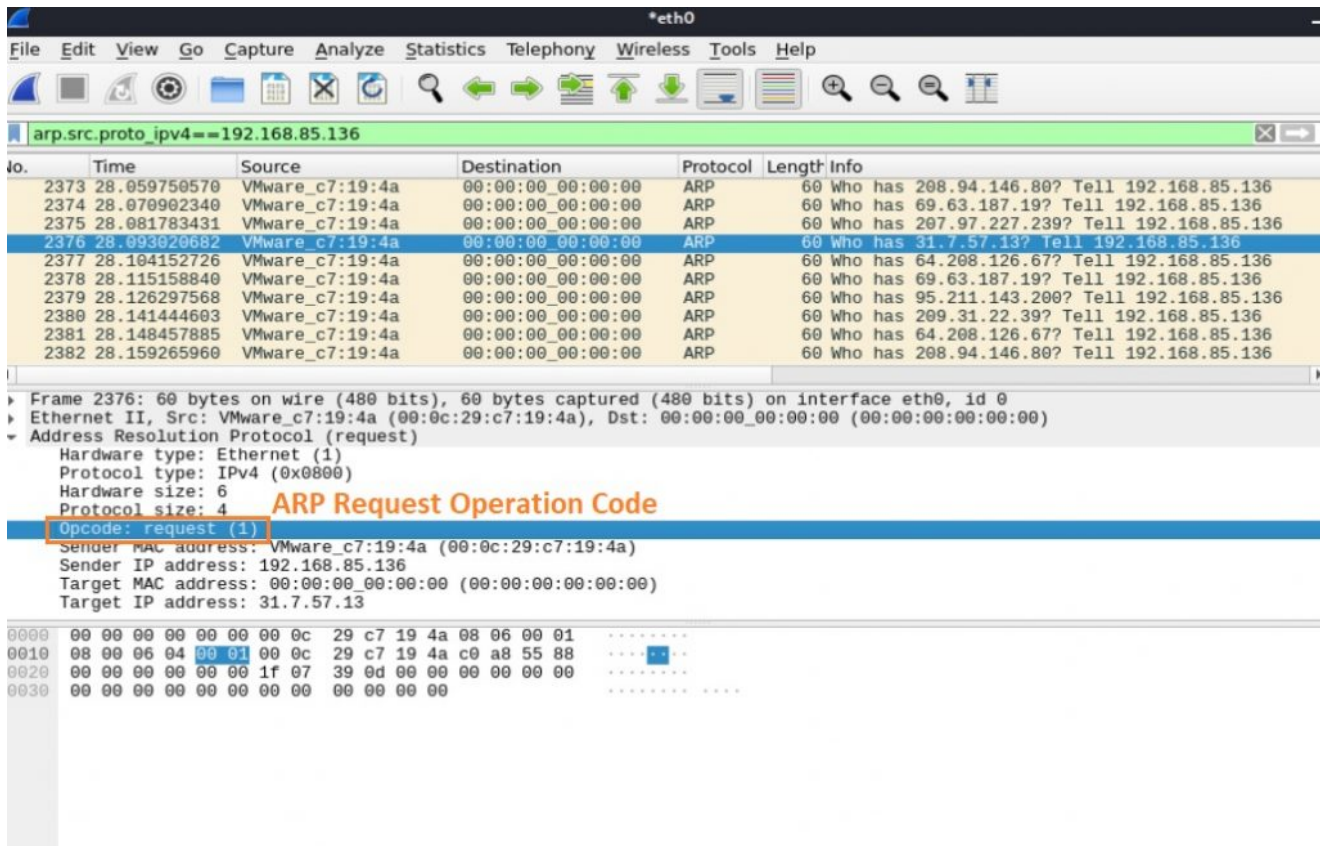 *eth0
File Edit View Go Capture Analyze Statistics Telephony Wireless Tools Help
arp.src.proto_ipv4==192.168.85.136
No. Time Source Destination Protocol Length Info
2373 28.059750570 VMware_c7:19:4a 00:00:00_00:00:00 ARP 60 Who has 208.94.146.80? Tell 192.168.85.136
2374 28.070902340 VMware_c7:19:4a 00:00:00_00:00:00 ARP 60 Who has 69.63.187.19? Tell 192.168.85.136
2375 28.081783431 VMware_c7:19:4a 00:00:00_00:00:00 ARP 60 Who has 207.97.227.239? Tell 192.168.85.136
2376 28.093020682 VMware_c7:19:4a 00:00:00_00:00:00 ARP 60 Who has 31.7.57.13? Tell 192.168.85.136
2377 28.104152726 VMware_c7:19:4a 00:00:00_00:00:00 ARP 60 Who has 64.208.126.67? Tell 192.168.85.136
2378 28.115158840 VMware_c7:19:4a 00:00:00_00:00:00 ARP 60 Who has 69.63.187.19? Tell 192.168.85.136
2379 28.126297568 VMware_c7:19:4a 00:00:00_00:00:00 ARP 60 Who has 95.211.143.200? Tell 192.168.85.136
2380 28.141444603 VMware_c7:19:4a 00:00:00_00:00:00 ARP 60 Who has 209.31.22.39? Tell 192.168.85.136
2381 28.148457885 VMware_c7:19:4a 00:00:00_00:00:00 ARP 60 Who has 64.208.126.67? Tell 192.168.85.136
2382 28.159265960 VMware_c7:19:4a 00:00:00_00:00:00 ARP 60 Who has 208.94.146.80? Tell 192.168.85.136
Frame 2376: 60 bytes on wire (480 bits), 60 bytes captured (480 bits) on interface eth0, id 0
Ethernet II, Src: VMware_c7:19:4a (00:0c:29:c7:19:4a), Dst: 00:00:00_00:00:00 (00:00:00:00:00:00)
Address Resolution Protocol (request)
Hardware type: Ethernet (1)
Protocol type: IPv4 (0x0800)
Hardware size: 6
Protocol size: 4
ARP Request Operation Code
Opcode: request (1)
Sender MAC address: VMware_c7:19:4a (00:0c:29:c7:19:4a)
Sender IP address: 192.168.85.136
Target MAC address: 00:00:00_00:00:00 (00:00:00:00:00:00)
Target IP address: 31.7.57.13
0000 00 00 00 00 00 00 00 0c 29 c7 19 4a 08 06 00 01 ········
0010 08 00 06 04 00 01 00 0c 29 c7 19 4a c0 a8 55 88 ········
0020 00 00 00 00 00 00 1f 07 39 0d 00 00 00 00 00 00 ········
0030 00 00 00 00 00 00 00 00 00 00 00 00 ········ ····